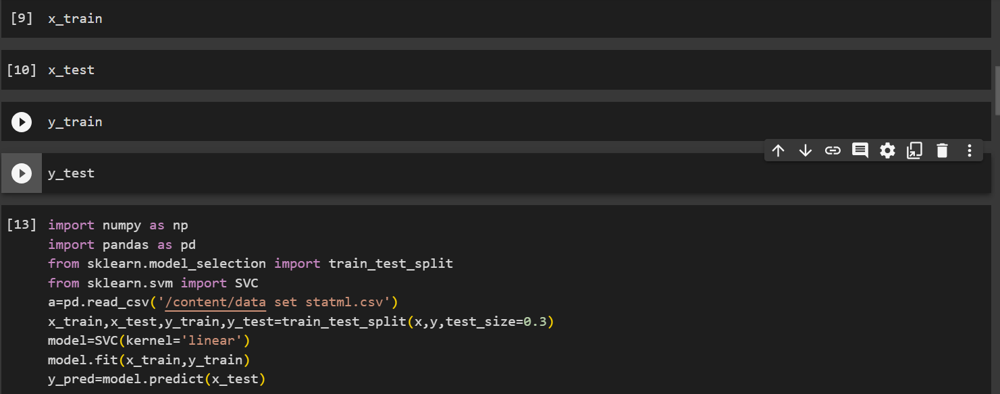 [9] x_train
[10] x_test
y_train
y_test
[13] import numpy as np
import pandas as pd
from sklearn.model_selection import train_test_split
from sklearn.svm import SVC
a=pd.read_csv('/content/data set statml.csv')
x_train,x_test,y_train,y_test=train_test_split(x,y,test_size=0.3)
model=SVC(kernel='linear')
model.fit(x_train,y_train)
y_pred=model.predict(x_test)